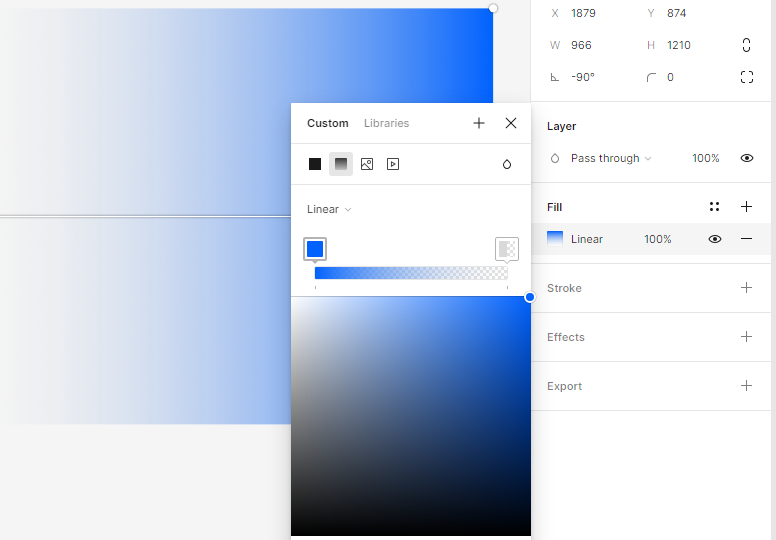 X 1879 Y 874
W 966 H 1210
-90° 0
Custom Libraries
Layer
Pass through 100%
Linear
Fill
Linear 100%
Stroke
Effects
Export